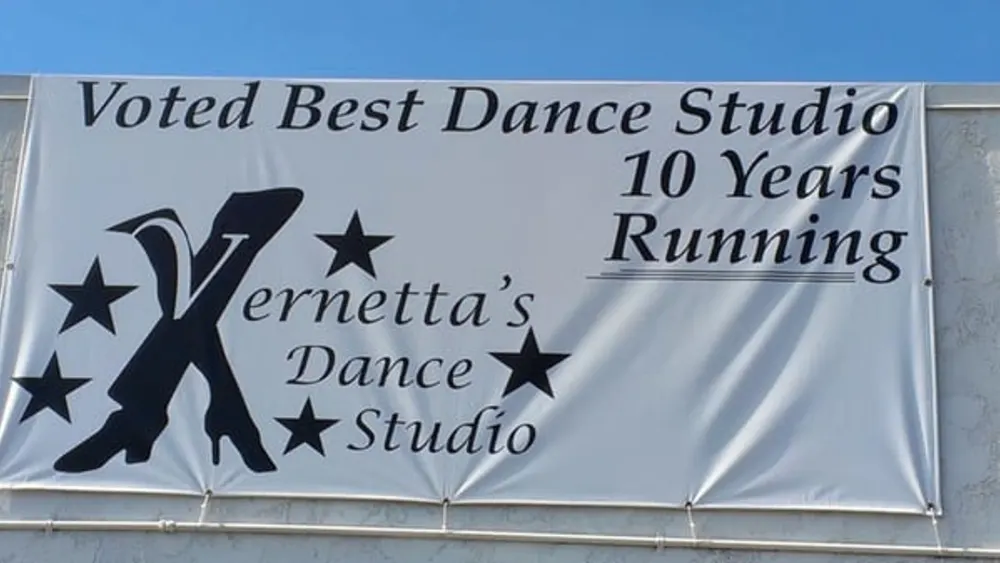 Voted Best Dance Studio
10 Years
Running
Vernetta's
Dance
Studio